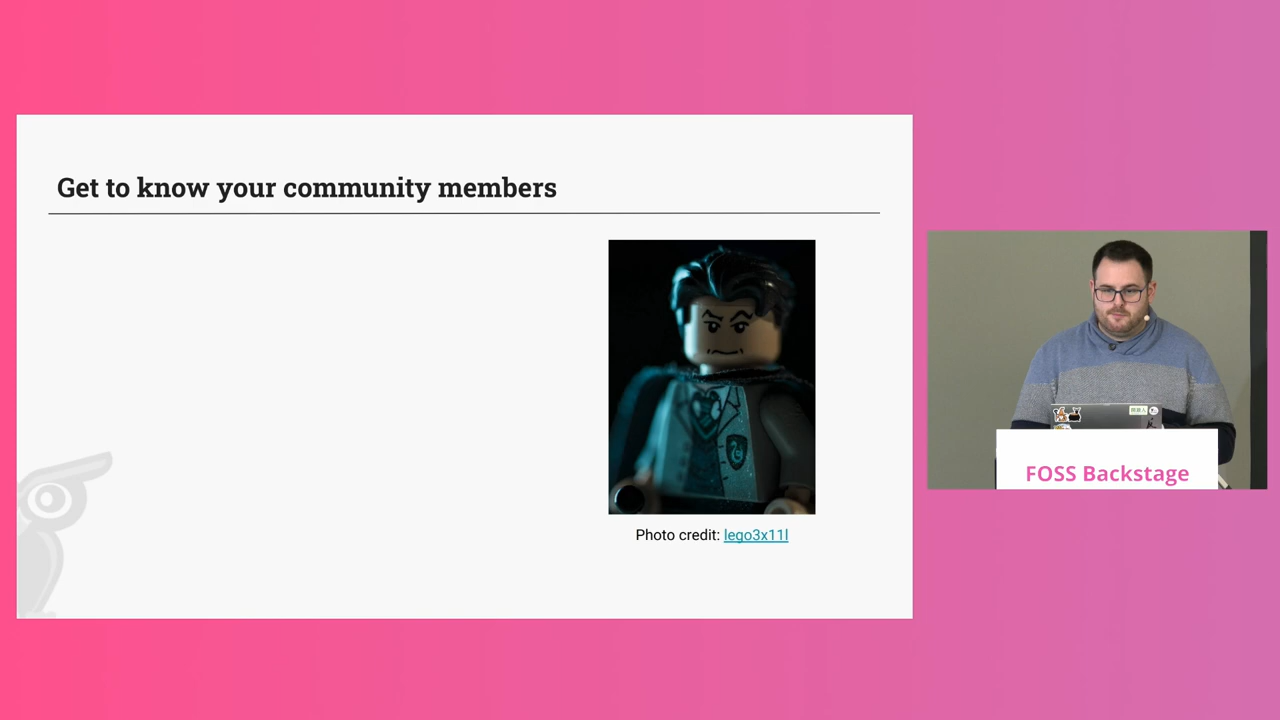 Get to know your community members
Photo credit: lego3x11l
FOSS Backstage